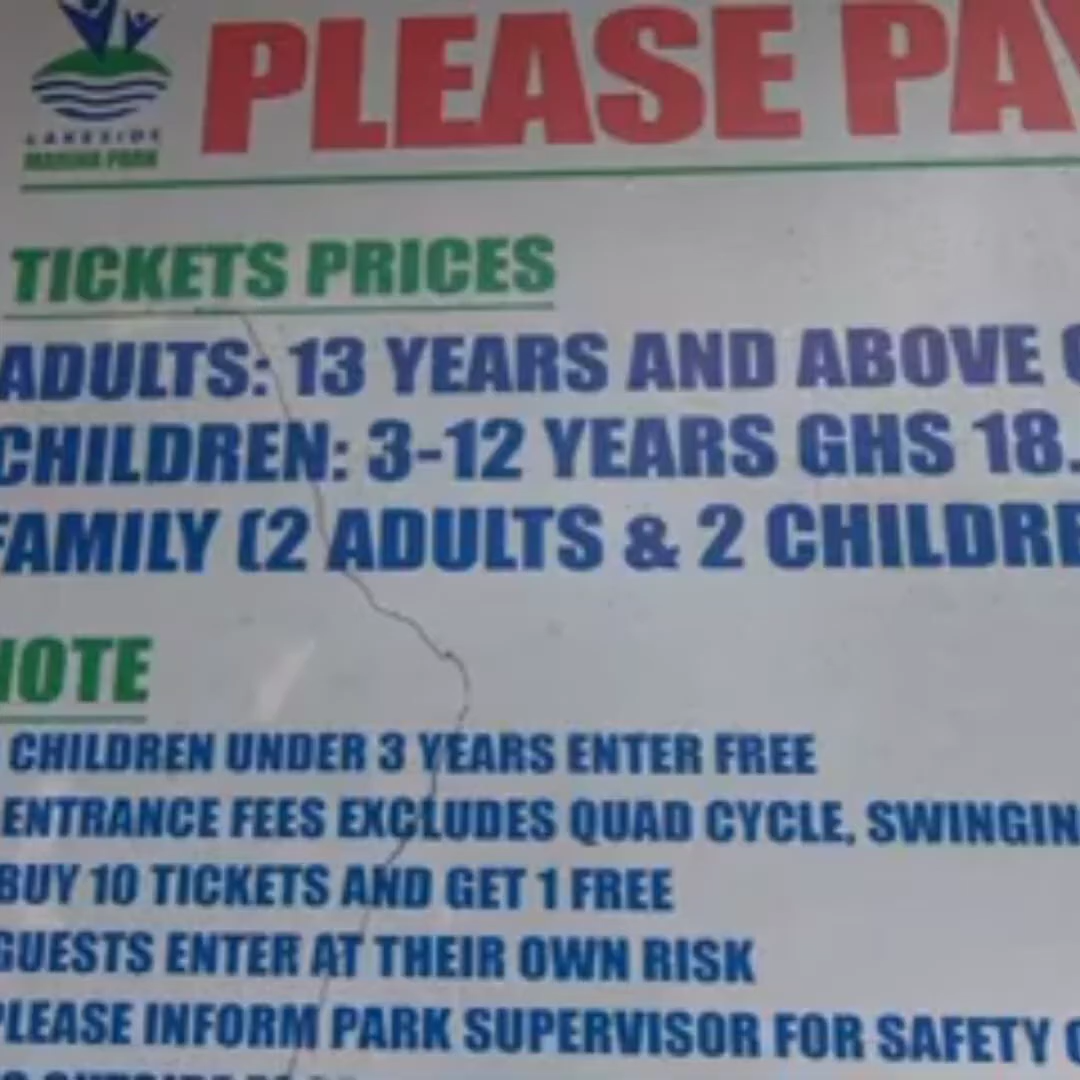 LAKESIDE
MARINA PARK
PLEASE PAY
TICKETS PRICES
ADULTS: 13 YEARS AND ABOVE
CHILDREN: 3-12 YEARS GHS 18.
FAMILY (2 ADULTS & 2 CHILDRE
NOTE
CHILDREN UNDER 3 YEARS ENTER FREE
ENTRANCE FEES EXCLUDES QUAD CYCLE, SWINGIN
BUY 10 TICKETS AND GET 1 FREE
GUESTS ENTER AT THEIR OWN RISK
PLEASE INFORM PARK SUPERVISOR FOR SAFETY